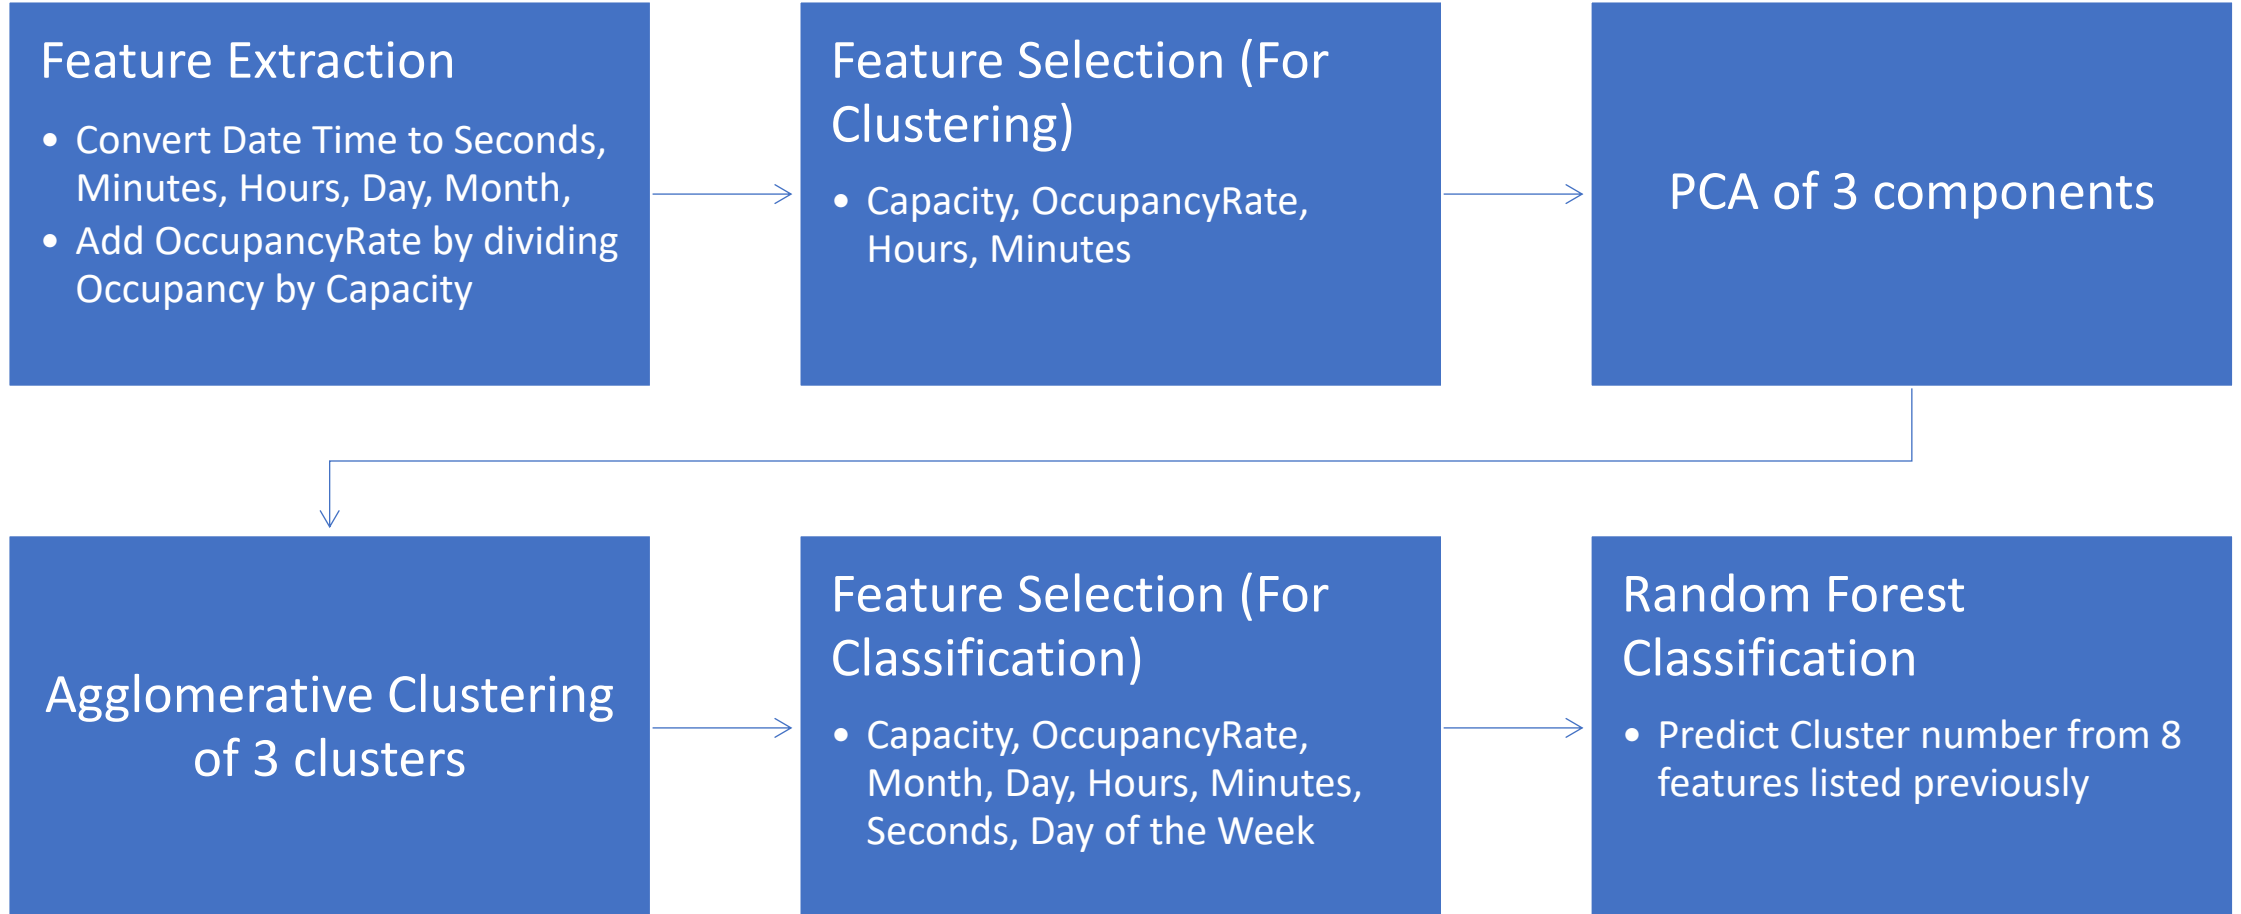 Feature Extraction
• Convert Date Time to Seconds,
Minutes, Hours, Day, Month,
• Add OccupancyRate by dividing
Occupancy by Capacity
Feature Selection (For
Clustering)
• Capacity, OccupancyRate,
Hours, Minutes
PCA of 3 components
Agglomerative Clustering
of 3 clusters
Feature Selection (For
Classification)
• Capacity, OccupancyRate,
Month, Day, Hours, Minutes,
Seconds, Day of the Week
Random Forest
Classification
• Predict Cluster number from 8
features listed previously